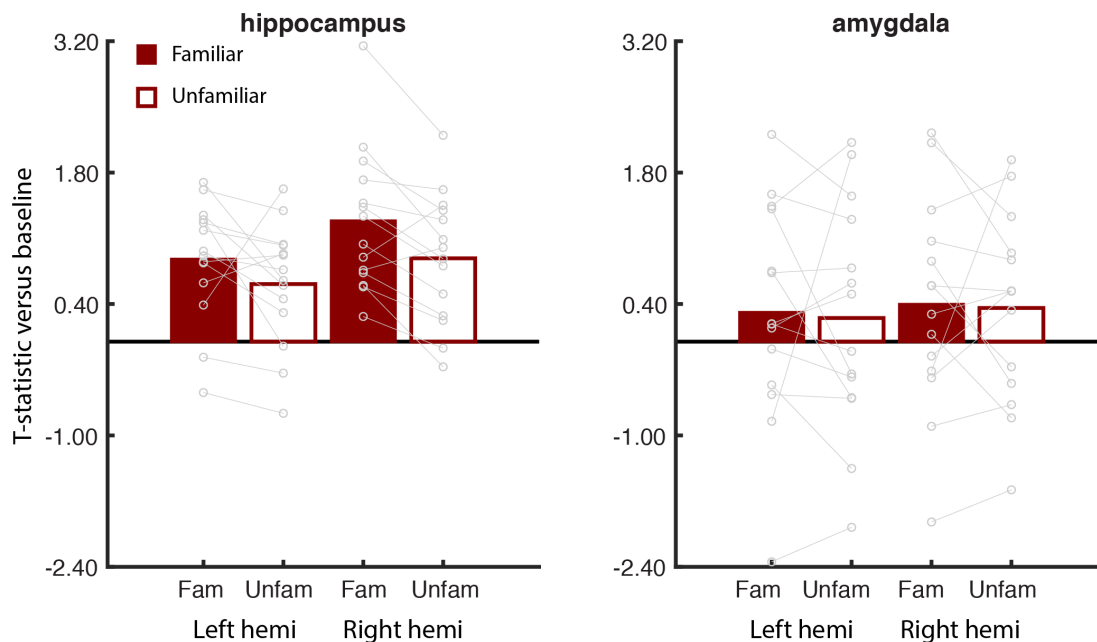 hippocampus
amygdala
3.20
1.80
0.40
-1.00
-2.40
T-statistic versus baseline
Familiar
Unfamiliar
Fam Unfam Fam Unfam
Left hemi Right hemi
3.20
1.80
0.40
-1.00
-2.40
Fam Unfam Fam Unfam
Left hemi Right hemi